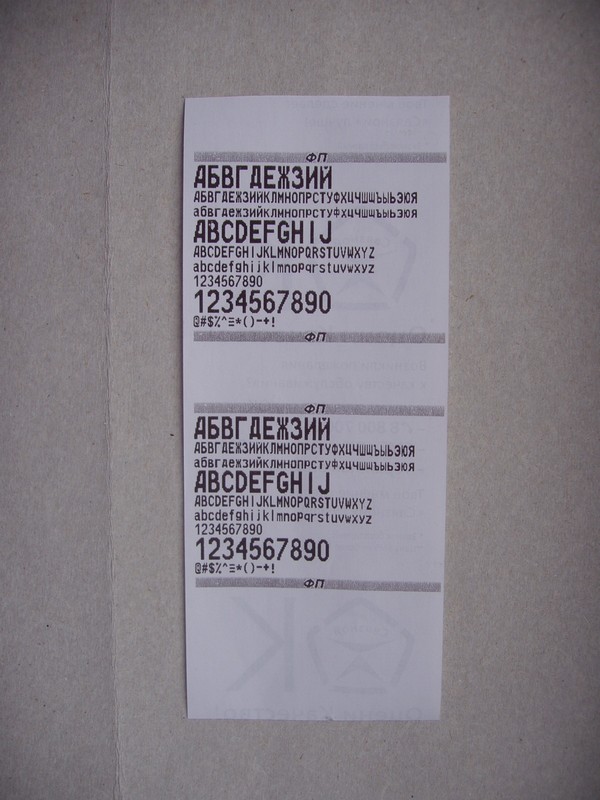 ФП
АБВГДЕЖЗИЙ
АБВГДЕЖЗИЙКЛМНОПРСТУФХЦЧШЩЪЫЬЭЮЯ
абвгдежзийклмнопрстуфхцчшщъыьэюя
ABCDEFGHIJ
ABCDEFGHIJKLMNOPQRSTUVWXYZ
abcdefghijklmnopqrstuvwxyz
1234567890
1234567890
@#$%^≡*()-+!
ФП
ФП
АБВГДЕЖЗИЙ
АБВГДЕЖЗИЙКЛМНОПРСТУФХЦЧШЩЪЫЬЭЮЯ
абвгдежзийклмнопрстуфхцчшщъыьэюя
ABCDEFGHIJ
ABCDEFGHIJKLMNOPQRSTUVWXYZ
abcdefghijklmnopqrstuvwxyz
1234567890
1234567890
@#$%^≡*()-+!
ФП